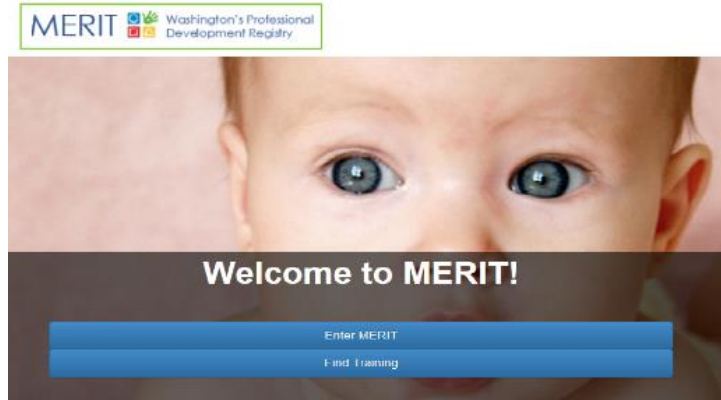 MERIT
Washington's Professional
Development Registry
Welcome to MERIT!
Enter MERIT
Find Training